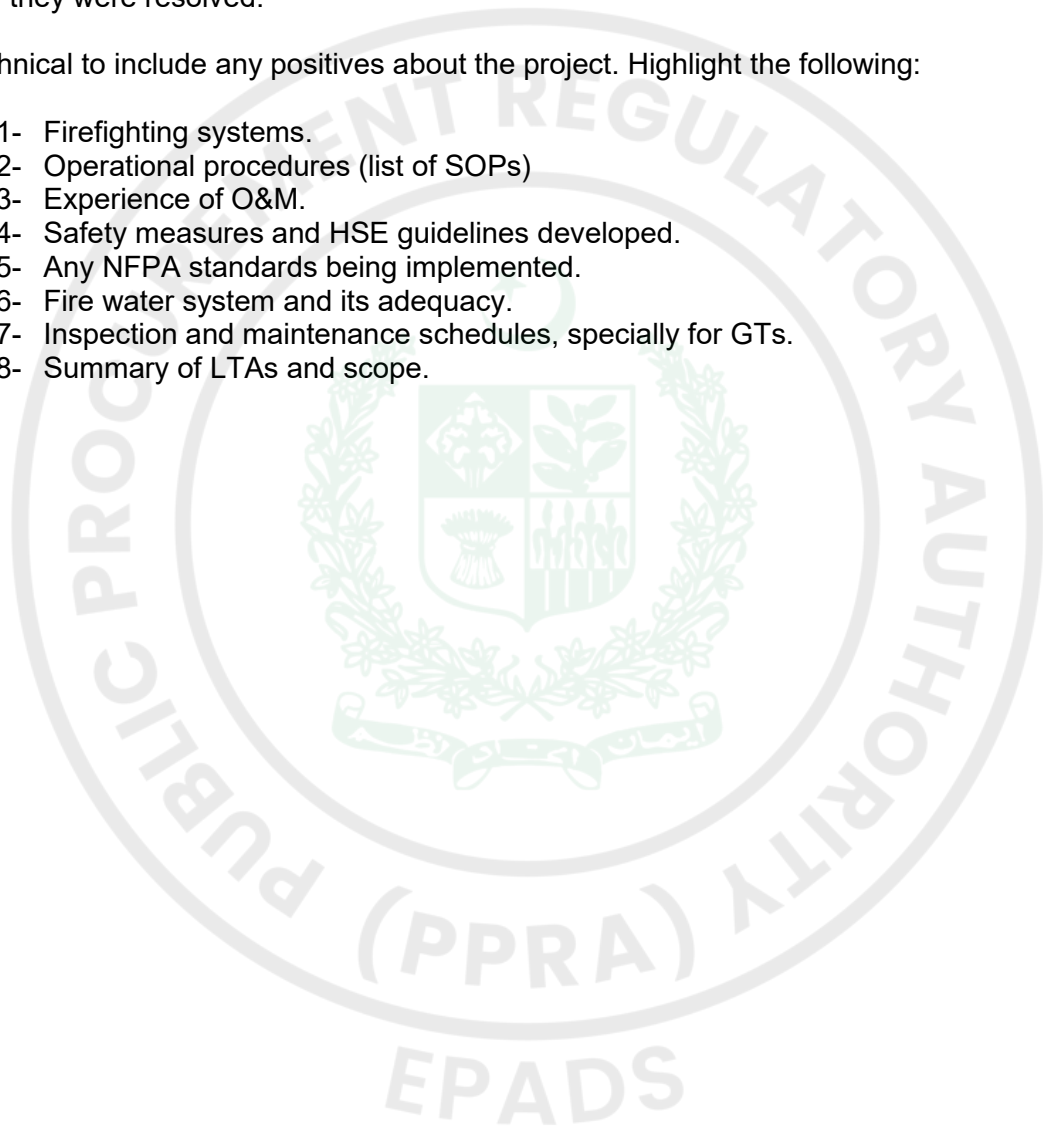 they were resolved.
hnical to include any positives about the project. Highlight the following:
1- Firefighting systems.
2- Operational procedures (list of SOPs)
3- Experience of O&M.
4- Safety measures and HSE guidelines developed.
5- Any NFPA standards being implemented.
6- Fire water system and its adequacy.
7- Inspection and maintenance schedules, specially for GTs.
8- Summary of LTAs and scope.
PUBLIC PROCUREMENT REGULATORY AUTHORITY
(PPRA)
EPADS